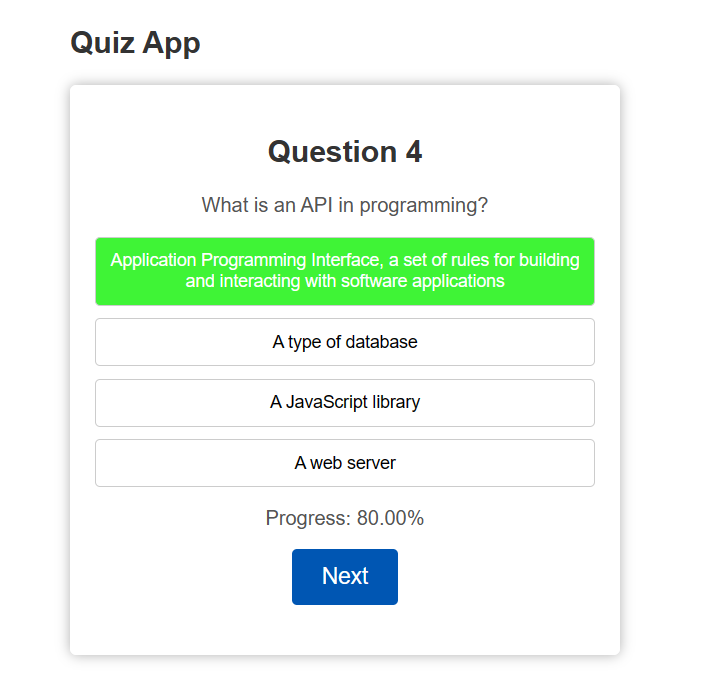 Quiz App
Question 4
What is an API in programming?
Application Programming Interface, a set of rules for building
and interacting with software applications
A type of database
A JavaScript library
A web server
Progress: 80.00%
Next